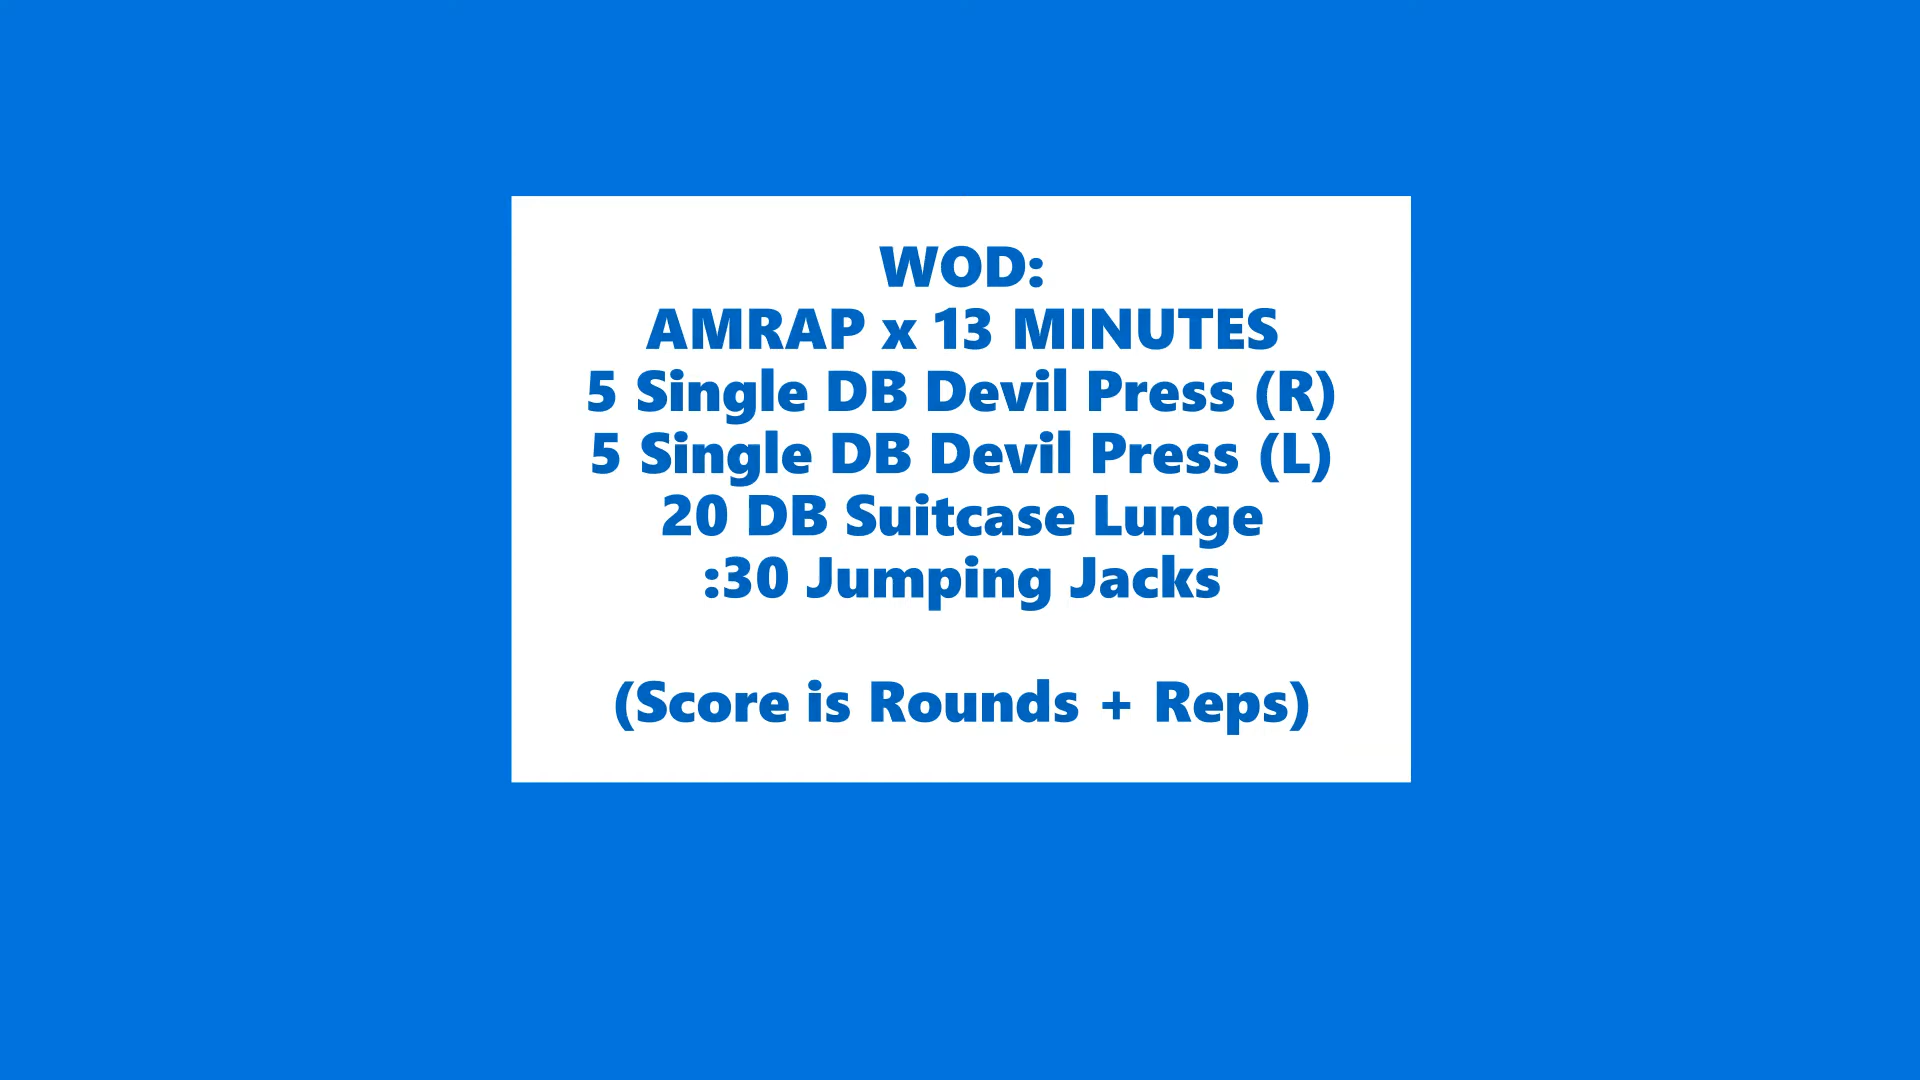 WOD:
AMRAP x 13 MINUTES
5 Single DB Devil Press (R)
5 Single DB Devil Press (L)
20 DB Suitcase Lunge
:30 Jumping Jacks
(Score is Rounds + Reps)